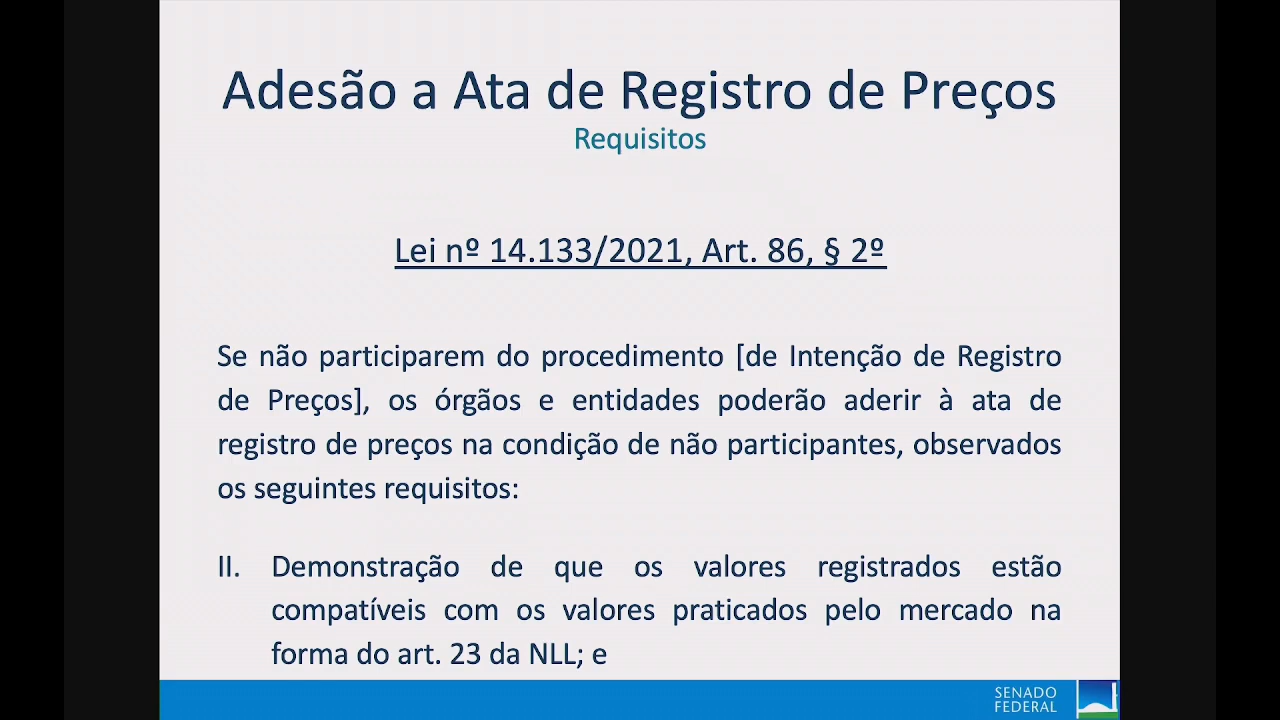 Adesão a Ata de Registro de Preços
Requisitos
Lei nº 14.133/2021, Art. 86, § 2º
Se não participarem do procedimento [de Intenção de Registro
de Preços], os órgãos e entidades poderão aderir à ata de
registro de preços na condição de não participantes, observados
os seguintes requisitos:
II. Demonstração de que os valores registrados estão
compatíveis com os valores praticados pelo mercado na
forma do art. 23 da NLL; e
SENADO
FEDERAL